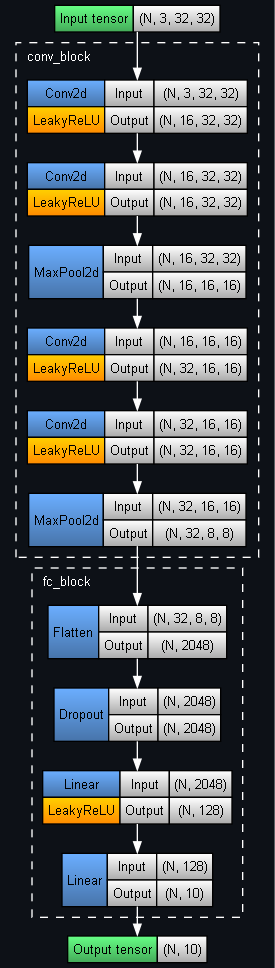 Input tensor (N, 3, 32, 32)
conv_block
Conv2d Input (N, 3, 32, 32)
LeakyReLU Output (N, 16, 32, 32)
Conv2d Input (N, 16, 32, 32)
LeakyReLU Output (N, 16, 32, 32)
MaxPool2d
Input (N, 16, 32, 32)
Output (N, 16, 16, 16)
Conv2d Input (N, 16, 16, 16)
LeakyReLU Output (N, 32, 16, 16)
Conv2d Input (N, 32, 16, 16)
LeakyReLU Output (N, 32, 16, 16)
MaxPool2d
Input (N, 32, 16, 16)
Output (N, 32, 8, 8)
fc_block
Flatten
Input (N, 32, 8, 8)
Output (N, 2048)
Dropout
Input (N, 2048)
Output (N, 2048)
Linear Input (N, 2048)
LeakyReLU Output (N, 128)
Linear
Input (N, 128)
Output (N, 10)
Output tensor (N, 10)